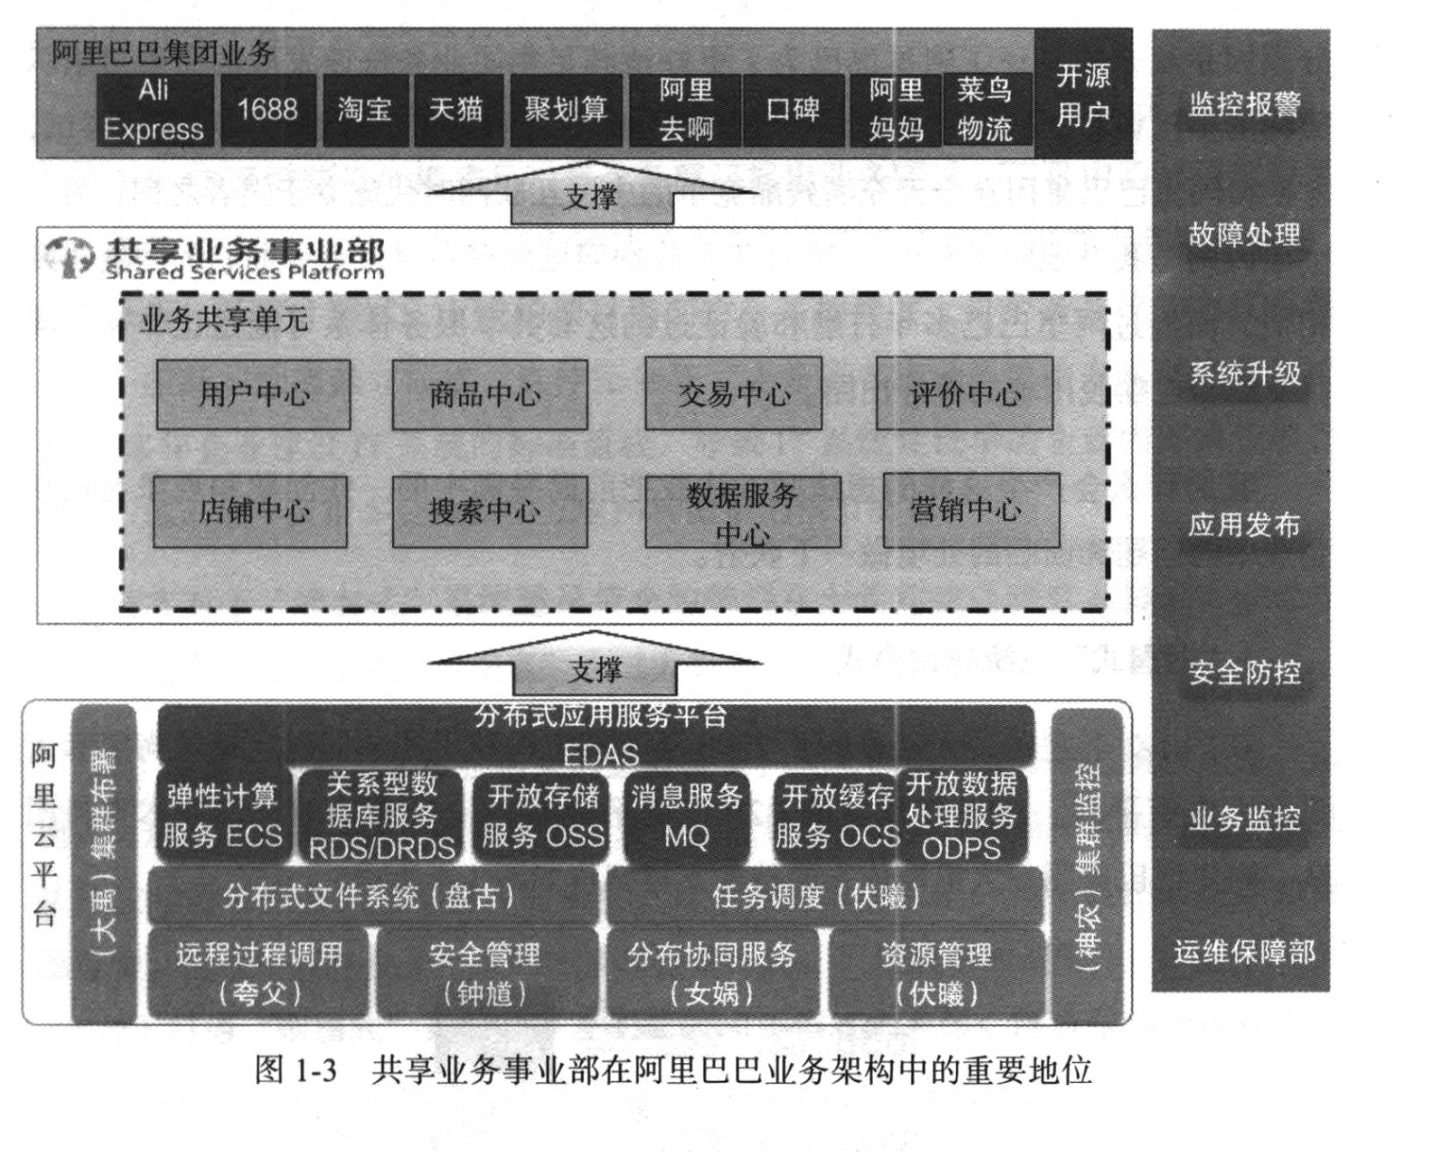 阿里巴巴集团业务
Ali
Express
1688
淘宝
天猫
聚划算
阿里
去啊
口碑
阿里
妈妈
菜鸟
物流
开源
用户
支撑
共享业务事业部
Shared Services Platform
业务共享单元
用户中心
商品中心
交易中心
评价中心
店铺中心
搜索中心
数据服务
中心
营销中心
支撑
阿里云平台
（大禹）集群布署
分布式应用服务平台
EDAS
弹性计算
服务 ECS
关系型数
据库服务
RDS/DRDS
开放存储
服务 OSS
消息服务
MQ
开放缓存
服务 OCS
开放数据
处理服务
ODPS
分布式文件系统（盘古）
任务调度（伏曦）
远程过程调用
（夸父）
安全管理
（钟馗）
分布协同服务
（女娲）
资源管理
（伏曦）
（神农）集群监控
监控报警
故障处理
系统升级
应用发布
安全防控
业务监控
运维保障部
图 1-3 共享业务事业部在阿里巴巴业务架构中的重要地位